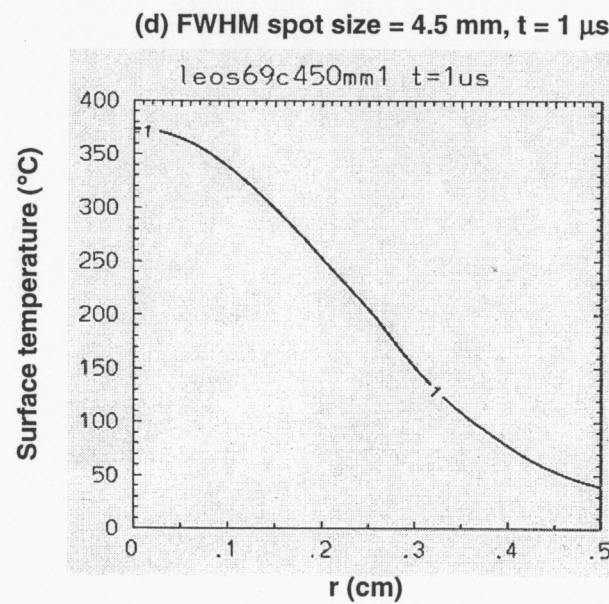 (d) FWHM spot size = 4.5 mm, t = 1 µs
leos69c450mm1 t=1us
400
350
300
250
200
150
100
50
0
Surface temperature (°C)
1
1
0 .1 .2 .3 .4 .5
r (cm)